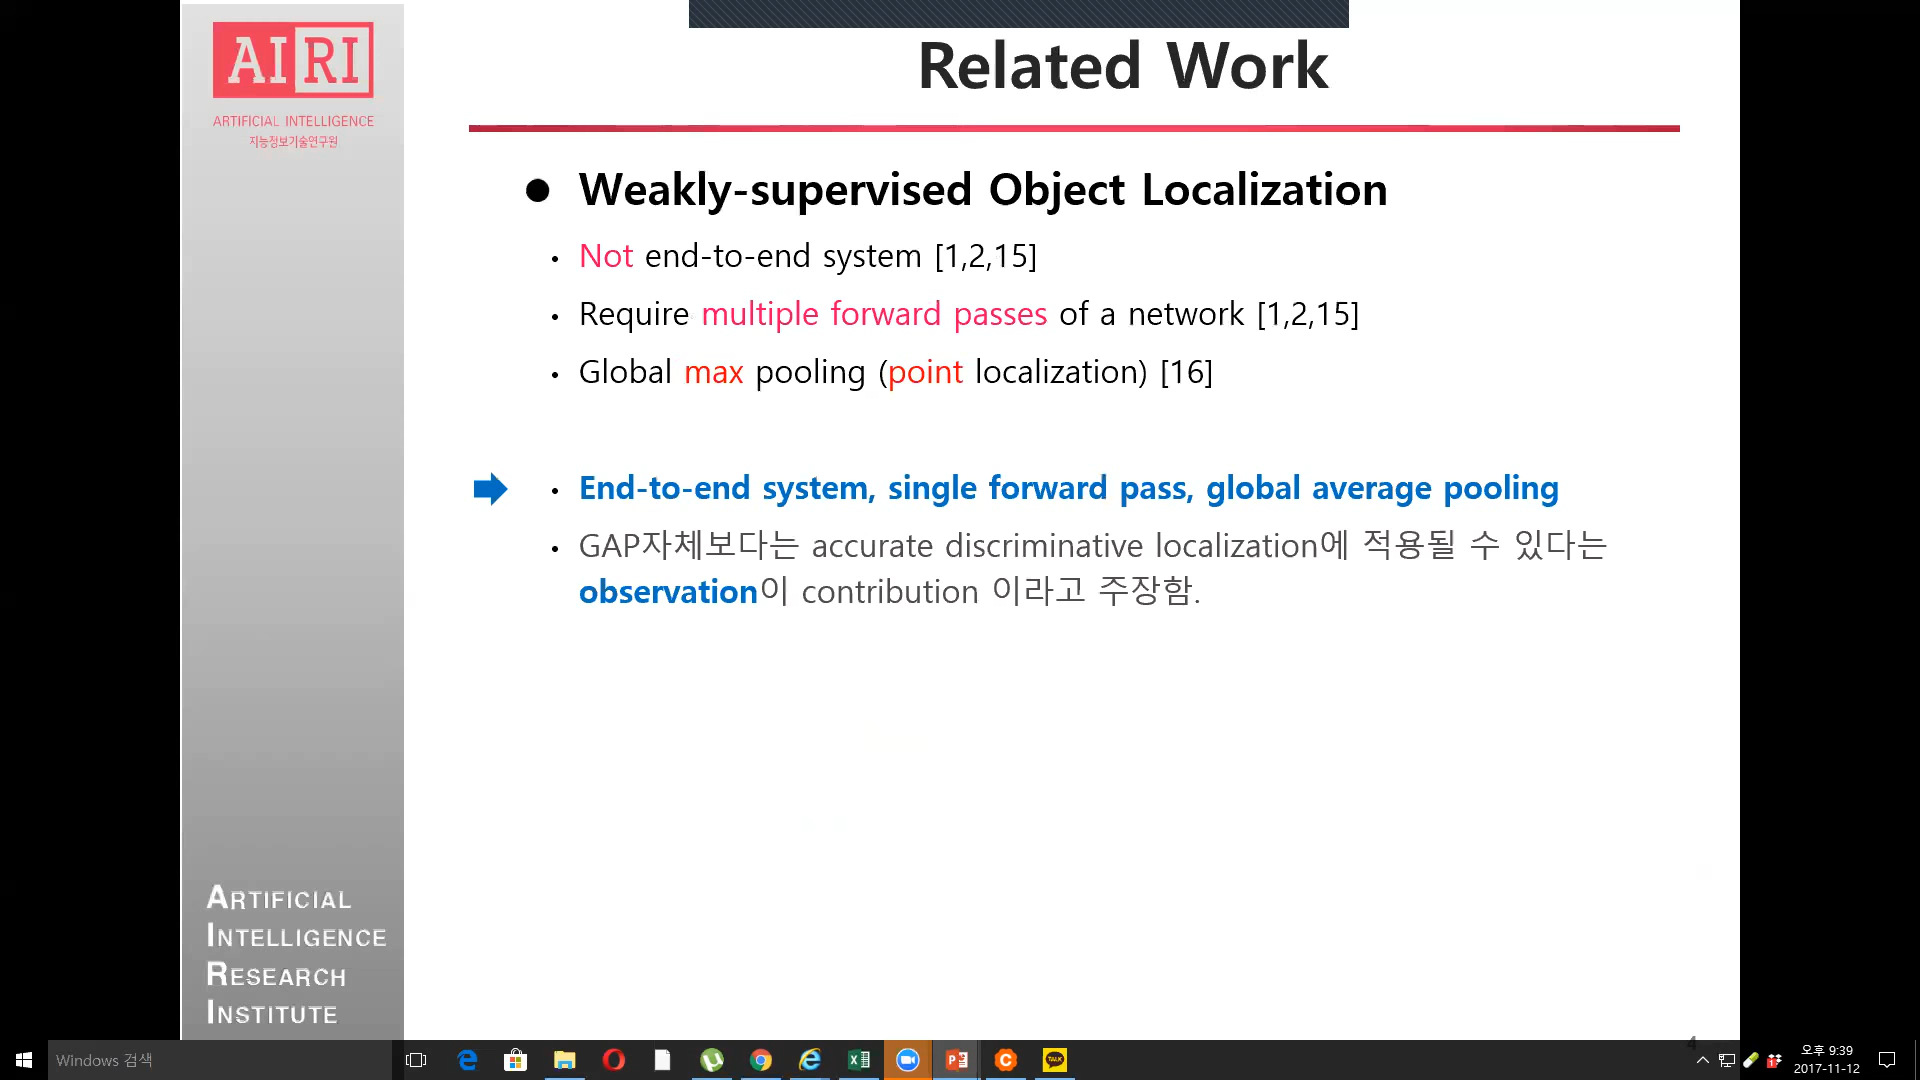 AIRI
ARTIFICIAL INTELLIGENCE
지능정보기술연구원
Related Work
● Weakly-supervised Object Localization
• Not end-to-end system [1,2,15]
• Require multiple forward passes of a network [1,2,15]
• Global max pooling (point localization) [16]
• End-to-end system, single forward pass, global average pooling
• GAP자체보다는 accurate discriminative localization에 적용될 수 있다는
observation이 contribution 이라고 주장함.
ARTIFICIAL
INTELLIGENCE
RESEARCH
INSTITUTE
4
Windows 검색
TALK
오후 9:39
2017-11-12